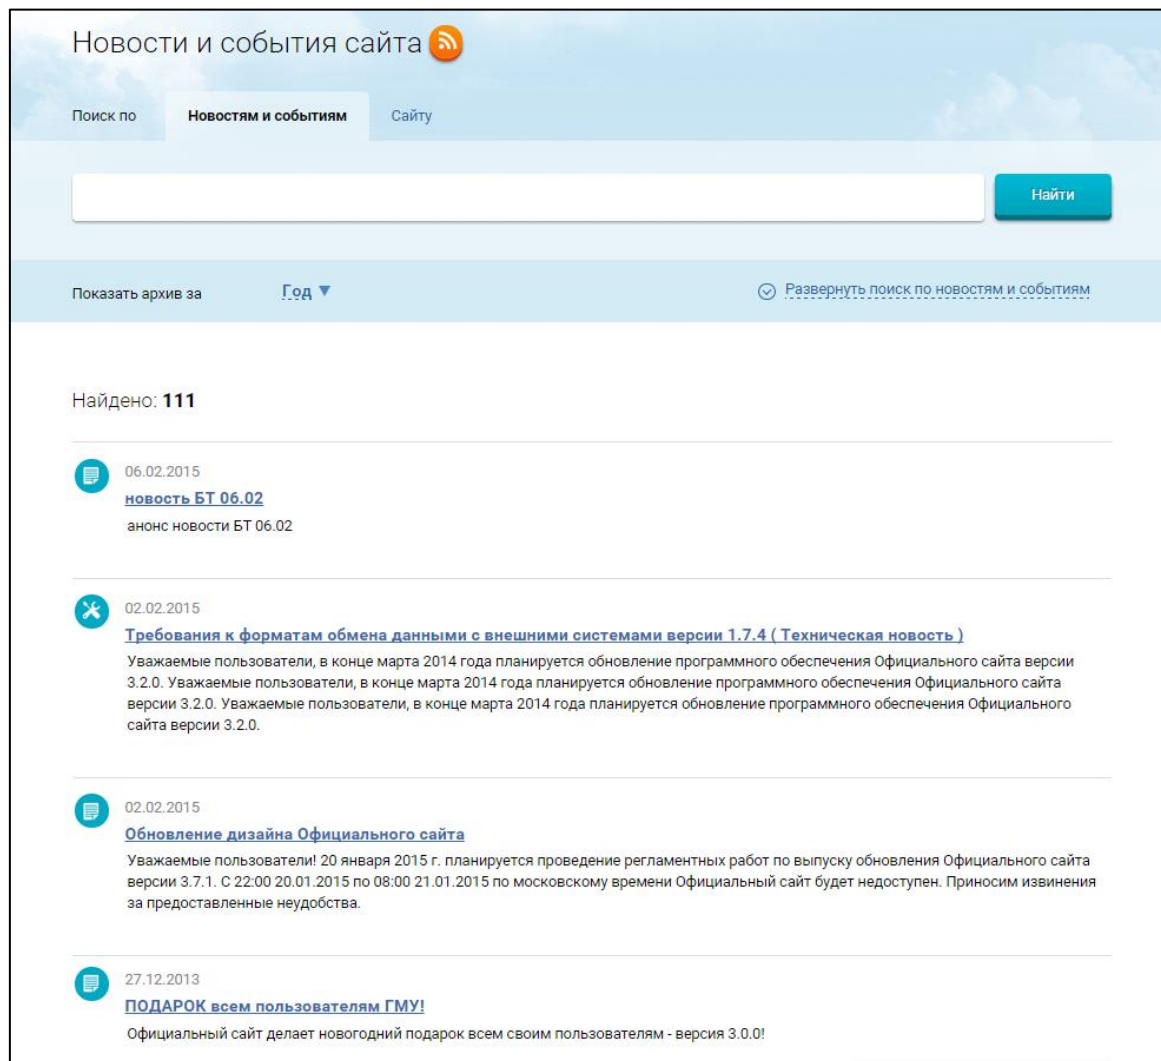 Новости и события сайта
Поиск по Новостям и событиям Сайту
Найти
Показать архив за Год ▼ Развернуть поиск по новостям и событиям
Найдено: 111
06.02.2015
новость БТ 06.02
анонс новости БТ 06.02
02.02.2015
Требования к форматам обмена данными с внешними системами версии 1.7.4 ( Техническая новость )
Уважаемые пользователи, в конце марта 2014 года планируется обновление программного обеспечения Официального сайта версии
3.2.0. Уважаемые пользователи, в конце марта 2014 года планируется обновление программного обеспечения Официального сайта
версии 3.2.0. Уважаемые пользователи, в конце марта 2014 года планируется обновление программного обеспечения Официального
сайта версии 3.2.0.
02.02.2015
Обновление дизайна Официального сайта
Уважаемые пользователи! 20 января 2015 г. планируется проведение регламентных работ по выпуску обновления Официального сайта
версии 3.7.1. С 22:00 20.01.2015 по 08:00 21.01.2015 по московскому времени Официальный сайт будет недоступен. Приносим извинения
за предоставленные неудобства.
27.12.2013
ПОДАРОК всем пользователям ГМУ!
Официальный сайт делает новогодний подарок всем своим пользователям - версия 3.0.0!